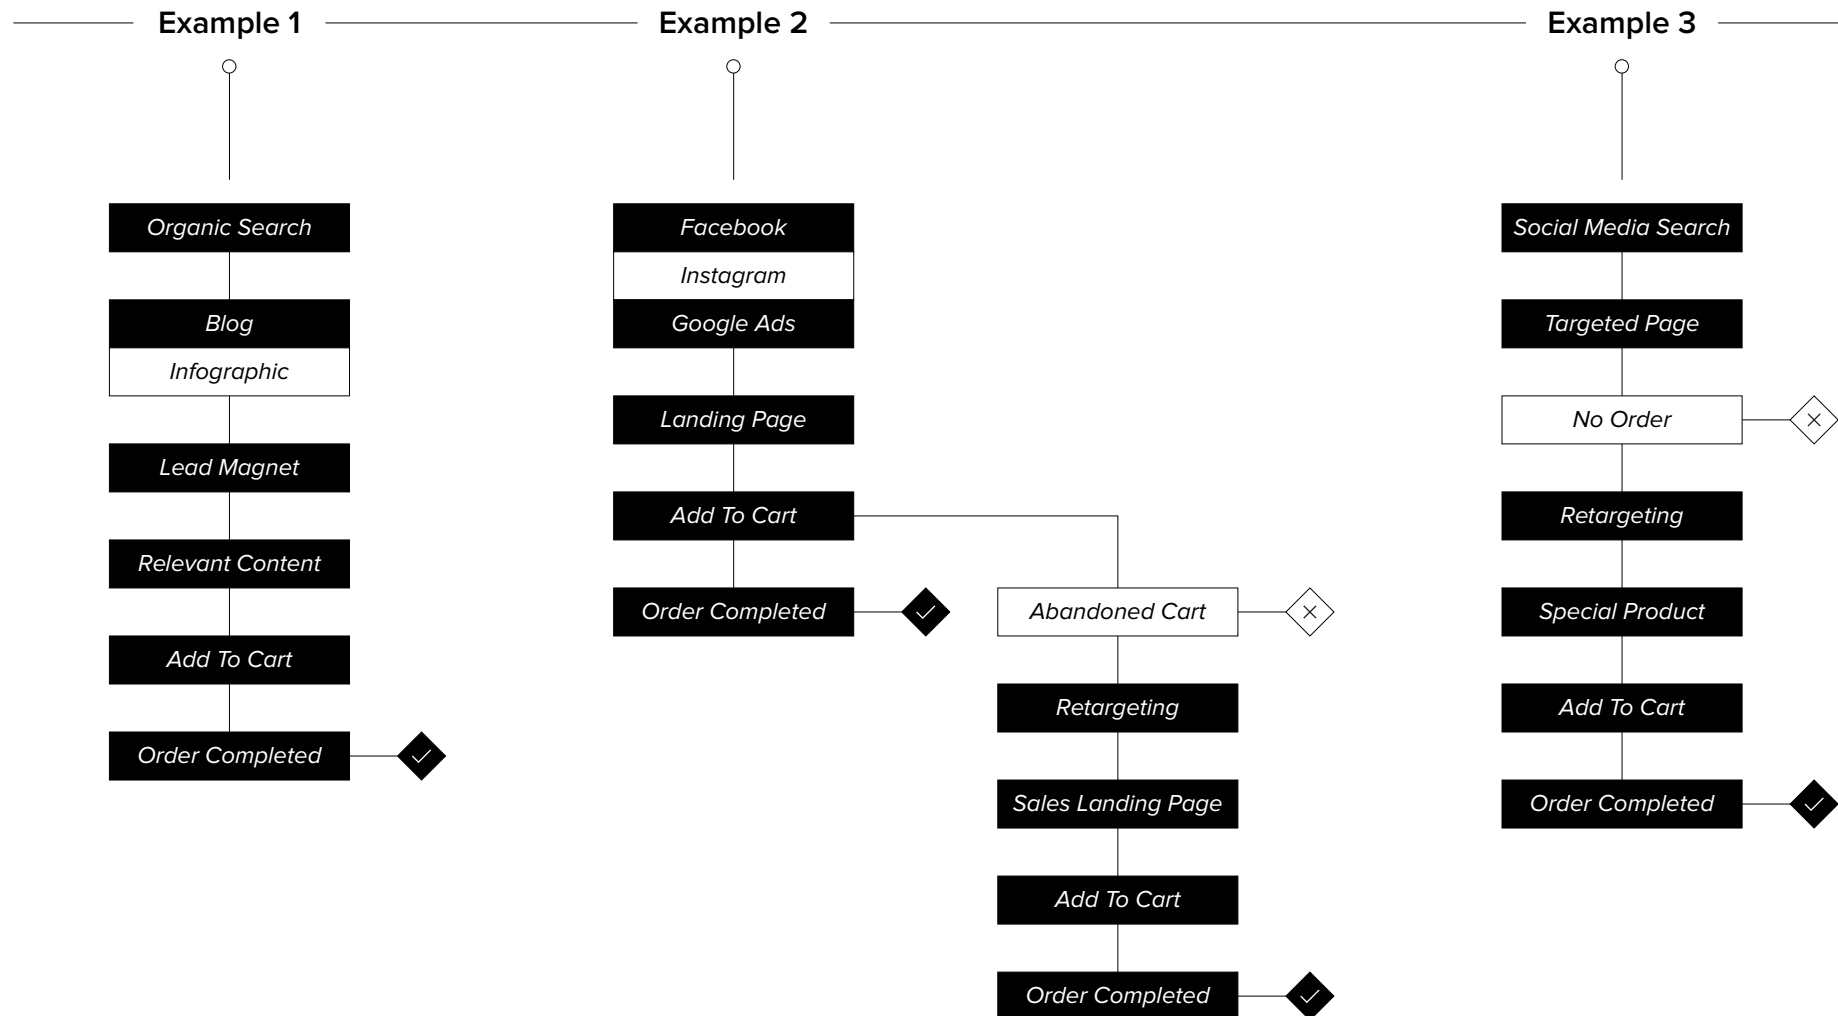 Example 1
Organic Search
Blog
Infographic
Lead Magnet
Relevant Content
Add To Cart
Order Completed
Example 2
Facebook
Instagram
Google Ads
Landing Page
Add To Cart
Order Completed
Abandoned Cart
Retargeting
Sales Landing Page
Add To Cart
Order Completed
Example 3
Social Media Search
Targeted Page
No Order
Retargeting
Special Product
Add To Cart
Order Completed